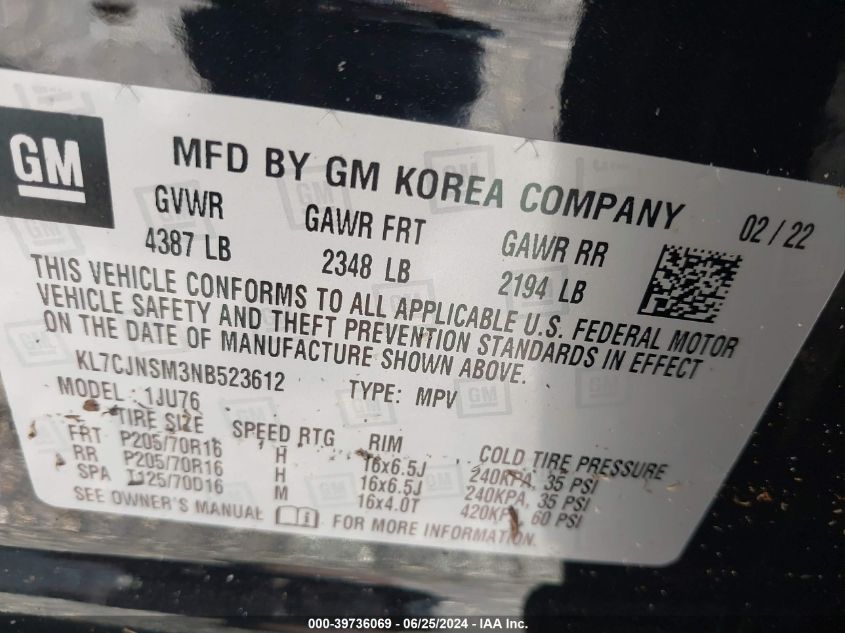 GM
MFD BY GM KOREA COMPANY
02 / 22
GVWR GAWR FRT GAWR RR
4387 LB 2348 LB 2194 LB
THIS VEHICLE CONFORMS TO ALL APPLICABLE U.S. FEDERAL MOTOR
VEHICLE SAFETY AND THEFT PREVENTION STANDARDS IN EFFECT
ON THE DATE OF MANUFACTURE SHOWN ABOVE.
KL7CJNSM3NB523612 TYPE: MPV
MODEL: 1JU76
TIRE SIZE SPEED RTG RIM COLD TIRE PRESSURE
FRT P205/70R16 H 16x6.5J 240KPA, 35 PSI
RR P205/70R16 H 16x6.5J 240KPA, 35 PSI
SPA T125/70D16 M 16x4.0T 420KPA, 60 PSI
SEE OWNER'S MANUAL FOR MORE INFORMATION.
000-39736069 - 06/25/2024 - IAA Inc.